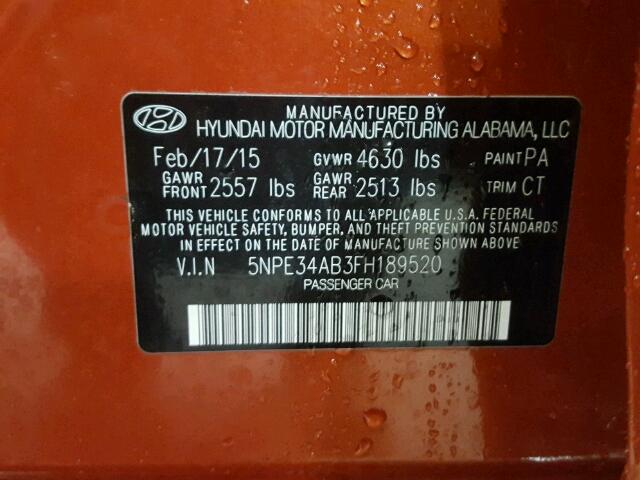 MANUFACTURED BY
HYUNDAI MOTOR MANUFACTURING ALABAMA, LLC
Feb/17/15 GVWR 4630 lbs PAINT PA
GAWR FRONT 2557 lbs GAWR REAR 2513 lbs TRIM CT
THIS VEHICLE CONFORMS TO ALL APPLICABLE U.S.A. FEDERAL
MOTOR VEHICLE SAFETY, BUMPER, AND THEFT PREVENTION STANDARDS
IN EFFECT ON THE DATE OF MANUFACTURE SHOWN ABOVE
V.I.N 5NPE34AB3FH189520
PASSENGER CAR